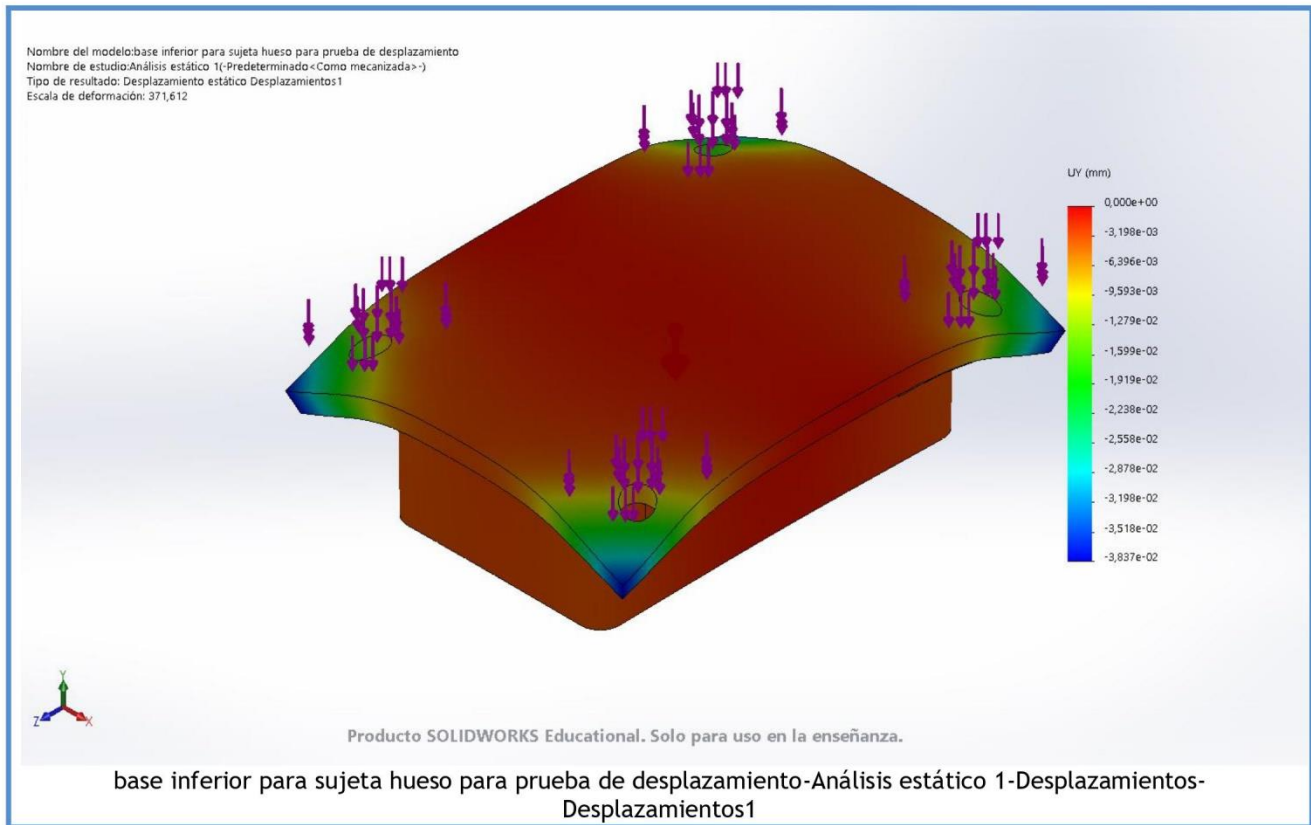 Nombre del modelo:base inferior para sujeta hueso para prueba de desplazamiento
Nombre de estudio:Análisis estático 1(-Predeterminado<Como mecanizada>-)
Tipo de resultado: Desplazamiento estático Desplazamientos1
Escala de deformación: 371,612
UY (mm)
0,000e+00
-3,198e-03
-6,396e-03
-9,593e-03
-1,279e-02
-1,599e-02
-1,919e-02
-2,238e-02
-2,558e-02
-2,878e-02
-3,198e-02
-3,518e-02
-3,837e-02
Y
Z
X
Producto SOLIDWORKS Educational. Solo para uso en la enseñanza.
base inferior para sujeta hueso para prueba de desplazamiento-Análisis estático 1-Desplazamientos-
Desplazamientos1